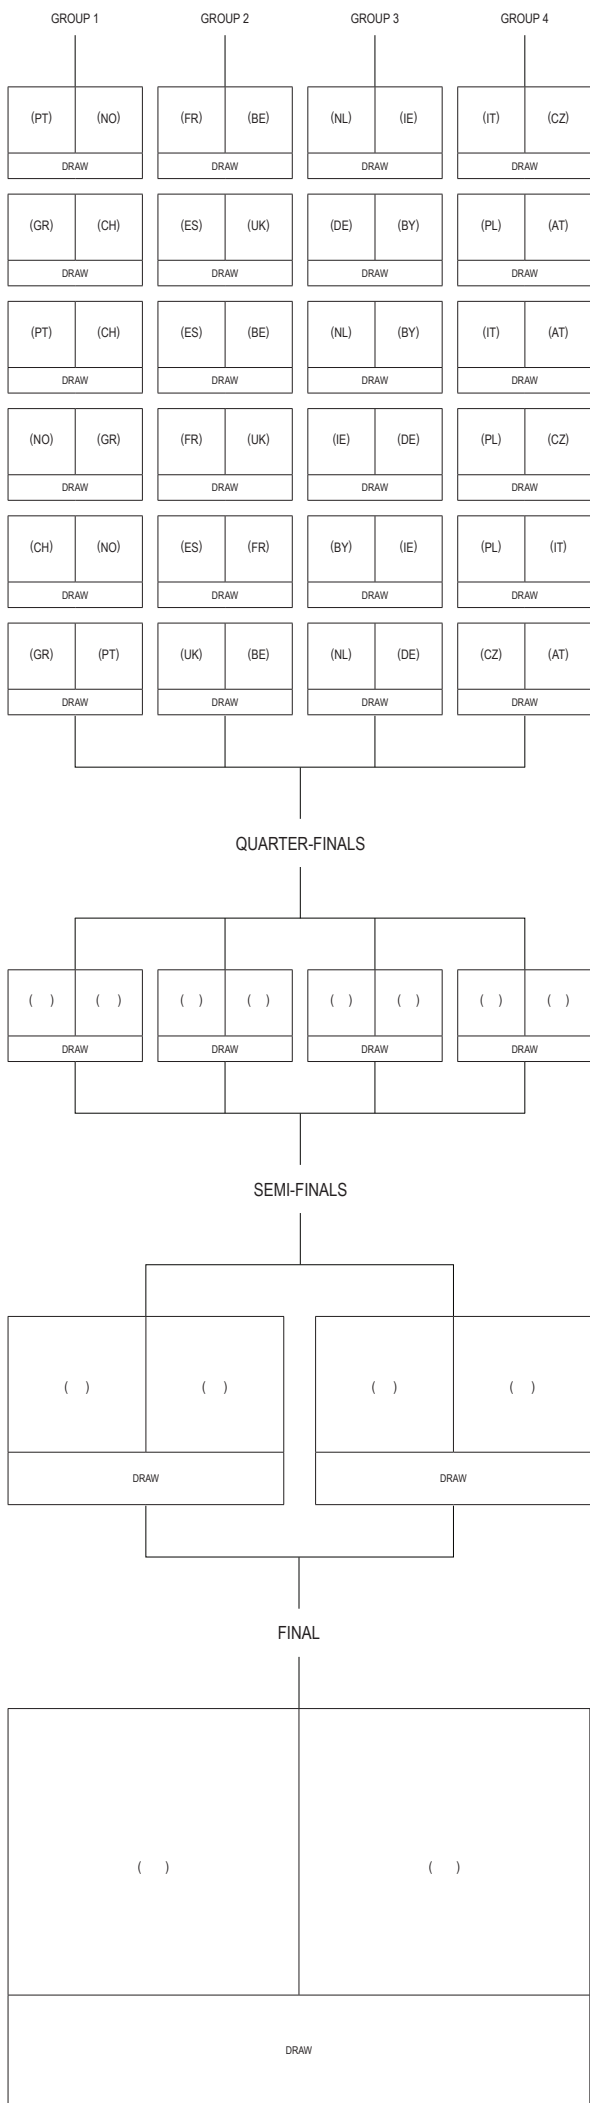 GROUP 1 GROUP 2 GROUP 3 GROUP 4
(PT) (NO) (FR) (BE) (NL) (IE) (IT) (CZ)
DRAW DRAW DRAW DRAW
(GR) (CH) (ES) (UK) (DE) (BY) (PL) (AT)
DRAW DRAW DRAW DRAW
(PT) (CH) (ES) (BE) (NL) (BY) (IT) (AT)
DRAW DRAW DRAW DRAW
(NO) (GR) (FR) (UK) (IE) (DE) (PL) (CZ)
DRAW DRAW DRAW DRAW
(CH) (NO) (ES) (FR) (BY) (IE) (PL) (IT)
DRAW DRAW DRAW DRAW
(GR) (PT) (UK) (BE) (NL) (DE) (CZ) (AT)
DRAW DRAW DRAW DRAW
QUARTER-FINALS
( ) ( ) ( ) ( ) ( ) ( ) ( ) ( )
DRAW DRAW DRAW DRAW
SEMI-FINALS
( ) ( ) ( ) ( )
DRAW DRAW
FINAL
( ) ( )
DRAW